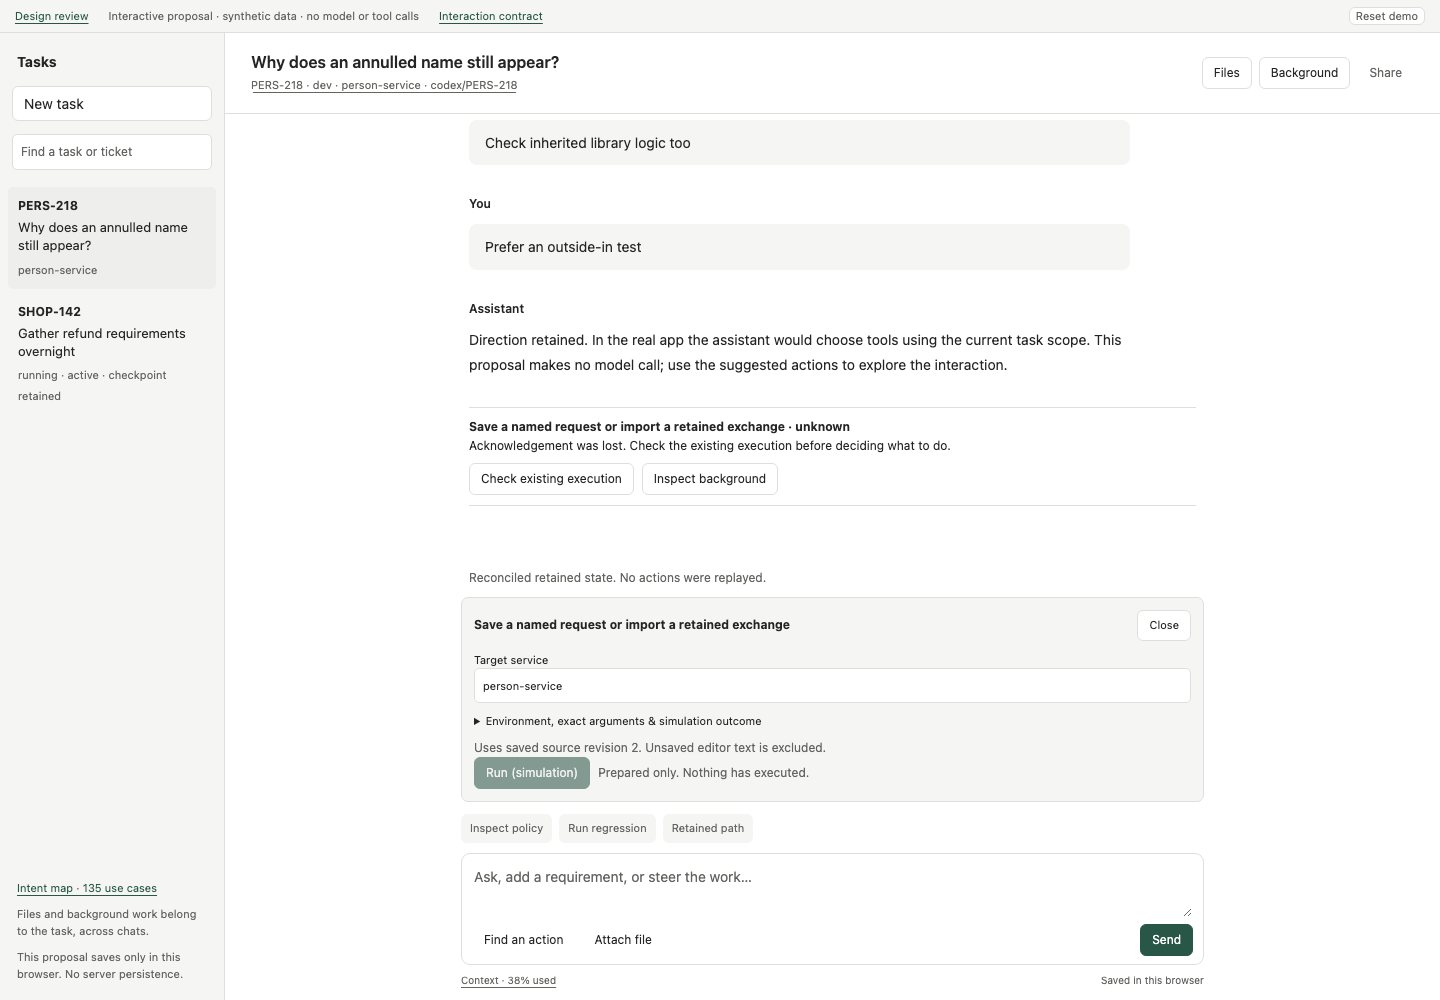 Design review
Interactive proposal · synthetic data · no model or tool calls
Interaction contract
Reset demo
Tasks
New task
Find a task or ticket
PERS-218
Why does an annulled name
still appear?
person-service
SHOP-142
Gather refund requirements
overnight
running · active · checkpoint
retained
Intent map · 135 use cases
Files and background work belong
to the task, across chats.
This proposal saves only in this
browser. No server persistence.
Why does an annulled name still appear?
PERS-218 · dev · person-service · codex/PERS-218
Files
Background
Share
Check inherited library logic too
You
Prefer an outside-in test
Assistant
Direction retained. In the real app the assistant would choose tools using the current task scope. This
proposal makes no model call; use the suggested actions to explore the interaction.
Save a named request or import a retained exchange · unknown
Acknowledgement was lost. Check the existing execution before deciding what to do.
Check existing execution
Inspect background
Reconciled retained state. No actions were replayed.
Save a named request or import a retained exchange
Close
Target service
person-service
Environment, exact arguments & simulation outcome
Uses saved source revision 2. Unsaved editor text is excluded.
Run (simulation)
Prepared only. Nothing has executed.
Inspect policy
Run regression
Retained path
Ask, add a requirement, or steer the work...
Find an action
Attach file
Send
Context · 38% used
Saved in this browser